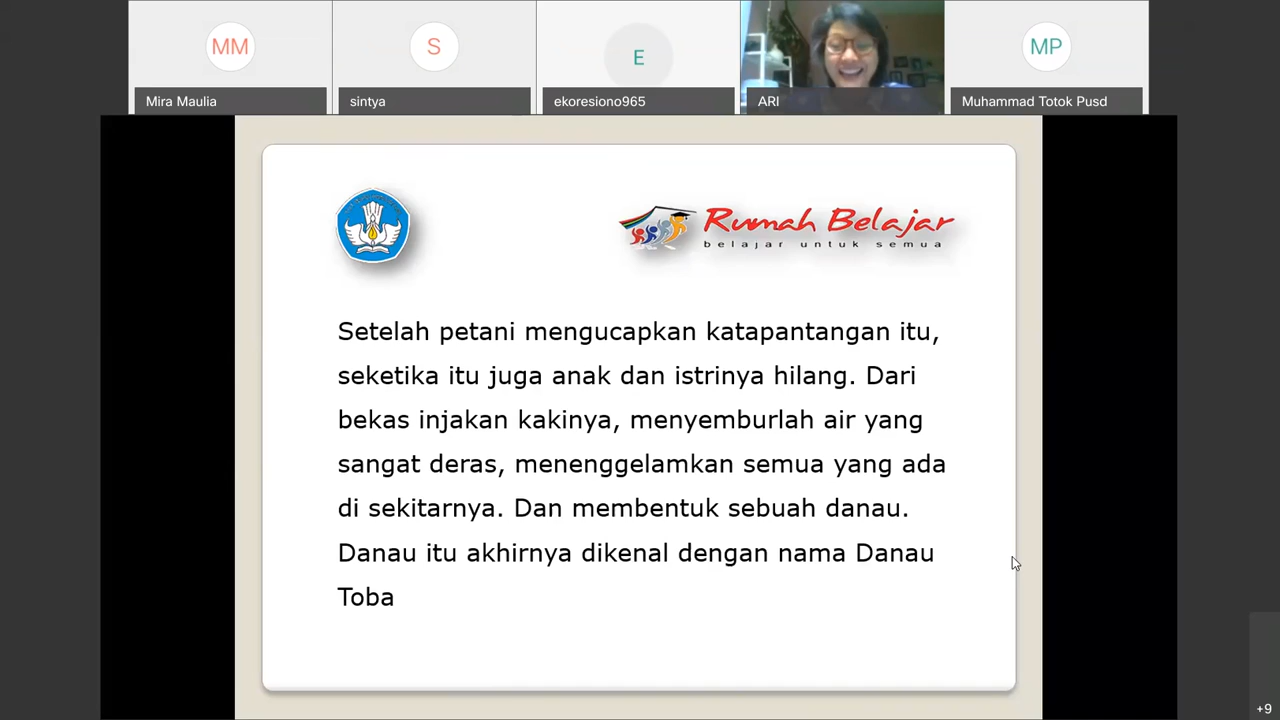 MM
S
E
MP
Mira Maulia
sintya
ekoresiono965
ARI
Muhammad Totok Pusd
Rumah Belajar
belajar untuk semua
Setelah petani mengucapkan katapantangan itu,
seketika itu juga anak dan istrinya hilang. Dari
bekas injakan kakinya, menyemburlah air yang
sangat deras, menenggelamkan semua yang ada
di sekitarnya. Dan membentuk sebuah danau.
Danau itu akhirnya dikenal dengan nama Danau
Toba
+9